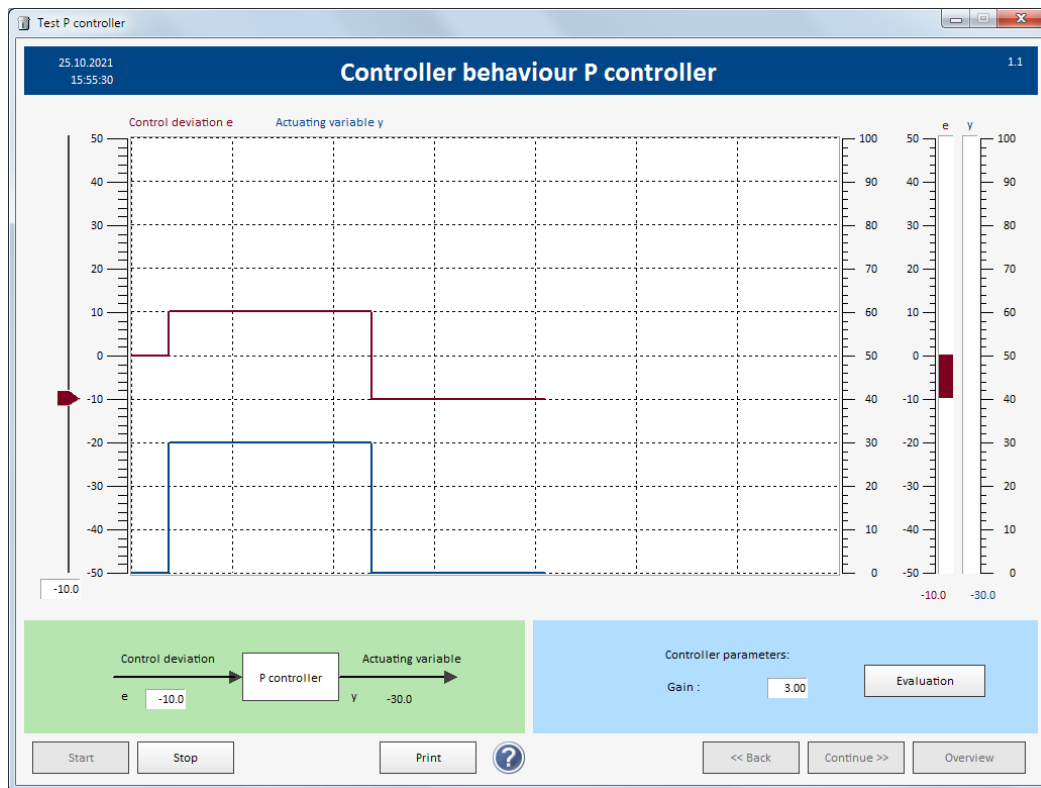 Test P controller
25.10.2021
15:55:30
Controller behaviour P controller
1.1
Control deviation e
Actuating variable y
e
y
50
40
30
20
10
0
-10
-20
-30
-40
-50
-10.0
100
90
80
70
60
50
40
30
20
10
0
50
40
30
20
10
0
-10
-20
-30
-40
-50
100
90
80
70
60
50
40
30
20
10
0
-10.0
-30.0
Control deviation
e
-10.0
P controller
Actuating variable
y
-30.0
Controller parameters:
Gain :
3.00
Evaluation
Start
Stop
Print
?
<< Back
Continue >>
Overview